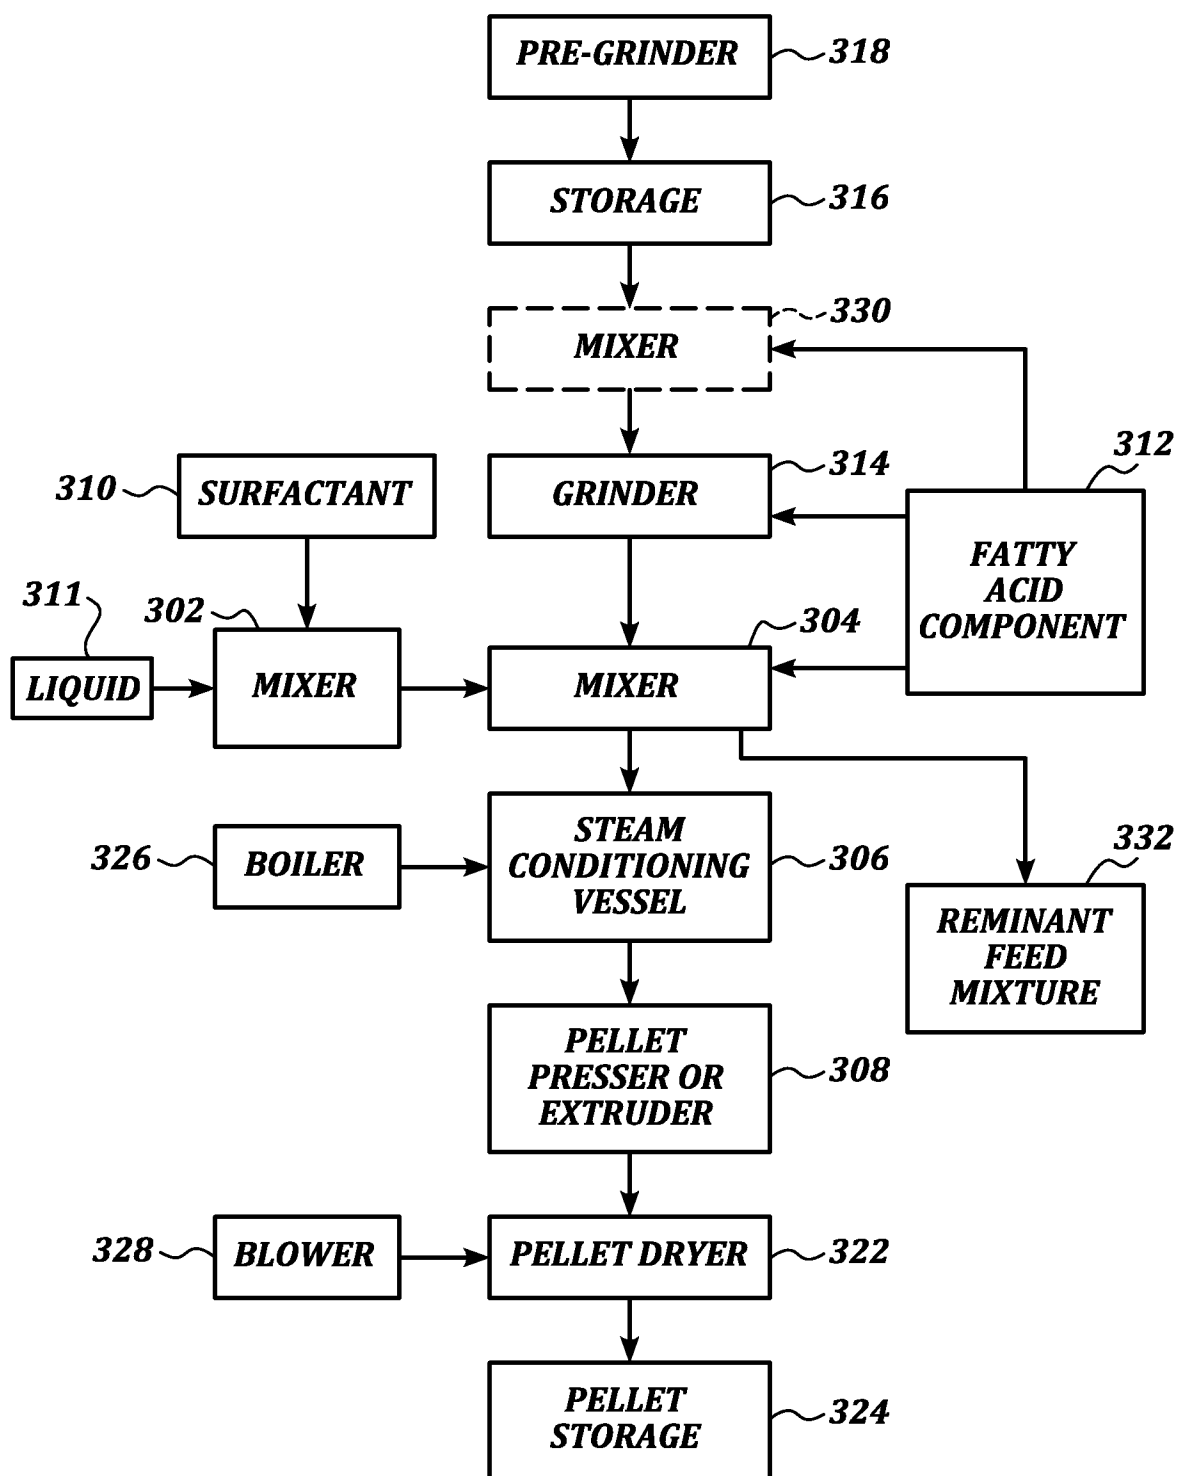 PRE-GRINDER
318
STORAGE
316
330
MIXER
312
310
SURFACTANT
GRINDER
314
FATTY
ACID
COMPONENT
311
302
304
LIQUID
MIXER
MIXER
326
BOILER
STEAM
CONDITIONING
VESSEL
306
332
REMINANT
FEED
MIXTURE
PELLET
PRESSER OR
EXTRUDER
308
328
BLOWER
PELLET DRYER
322
PELLET
STORAGE
324